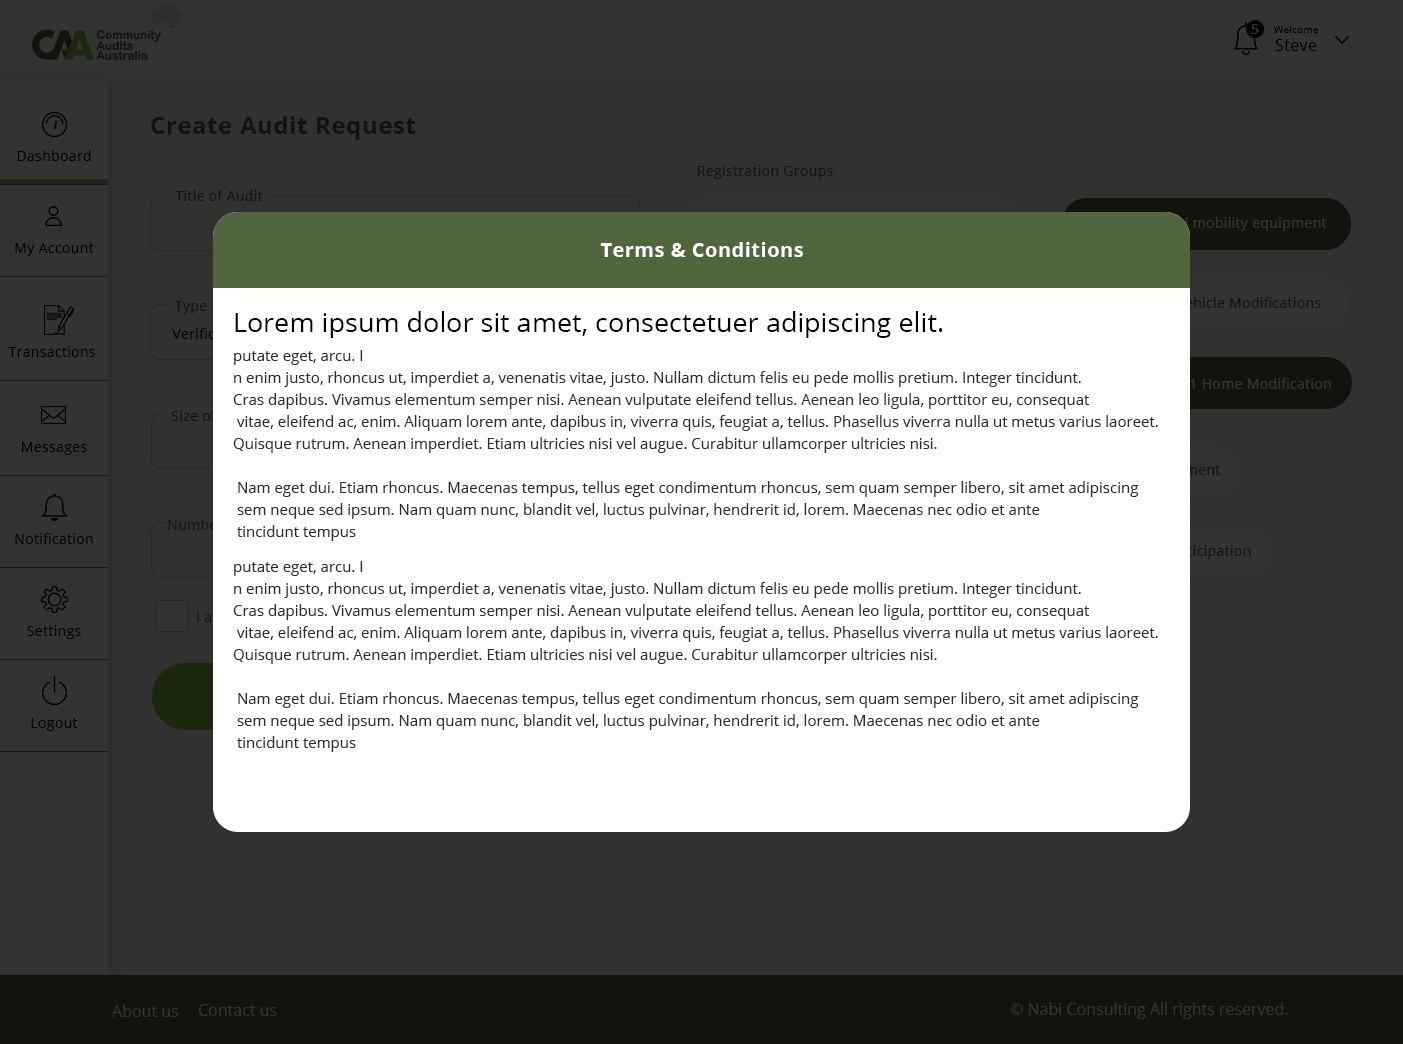 CAA Community
Audits
Australia
5
Welcome
Steve
Dashboard
My Account
Transactions
Messages
Notification
Settings
Logout
Create Audit Request
Title of Audit
Registration Groups
mobility equipment
Type
Modifications
1 Home Modification
Size
I
Terms & Conditions
Lorem ipsum dolor sit amet, consectetuer adipiscing elit.
putate eget, arcu. I
n enim justo, rhoncus ut, imperdiet a, venenatis vitae, justo. Nullam dictum felis eu pede mollis pretium. Integer tincidunt.
Cras dapibus. Vivamus elementum semper nisi. Aenean vulputate eleifend tellus. Aenean leo ligula, porttitor eu, consequat
vitae, eleifend ac, enim. Aliquam lorem ante, dapibus in, viverra quis, feugiat a, tellus. Phasellus viverra nulla ut metus varius laoreet.
Quisque rutrum. Aenean imperdiet. Etiam ultricies nisi vel augue. Curabitur ullamcorper ultricies nisi.
Nam eget dui. Etiam rhoncus. Maecenas tempus, tellus eget condimentum rhoncus, sem quam semper libero, sit amet adipiscing
sem neque sed ipsum. Nam quam nunc, blandit vel, luctus pulvinar, hendrerit id, lorem. Maecenas nec odio et ante
tincidunt tempus
putate eget, arcu. I
n enim justo, rhoncus ut, imperdiet a, venenatis vitae, justo. Nullam dictum felis eu pede mollis pretium. Integer tincidunt.
Cras dapibus. Vivamus elementum semper nisi. Aenean vulputate eleifend tellus. Aenean leo ligula, porttitor eu, consequat
vitae, eleifend ac, enim. Aliquam lorem ante, dapibus in, viverra quis, feugiat a, tellus. Phasellus viverra nulla ut metus varius laoreet.
Quisque rutrum. Aenean imperdiet. Etiam ultricies nisi vel augue. Curabitur ullamcorper ultricies nisi.
Nam eget dui. Etiam rhoncus. Maecenas tempus, tellus eget condimentum rhoncus, sem quam semper libero, sit amet adipiscing
sem neque sed ipsum. Nam quam nunc, blandit vel, luctus pulvinar, hendrerit id, lorem. Maecenas nec odio et ante
tincidunt tempus
About us
Contact us
© Nabi Consulting All rights reserved.